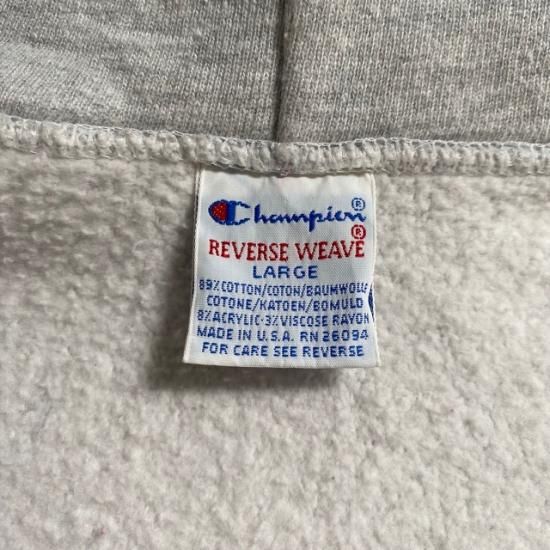 Champion®
®
REVERSE WEAVE
LARGE
89% COTTON/COTON/BAUMWOLLE
COTONE/KATOEN/BOMULD
8% ACRYLIC·3% VISCOSE RAYON
MADE IN U.S.A. RN 26094
FOR CARE SEE REVERSE